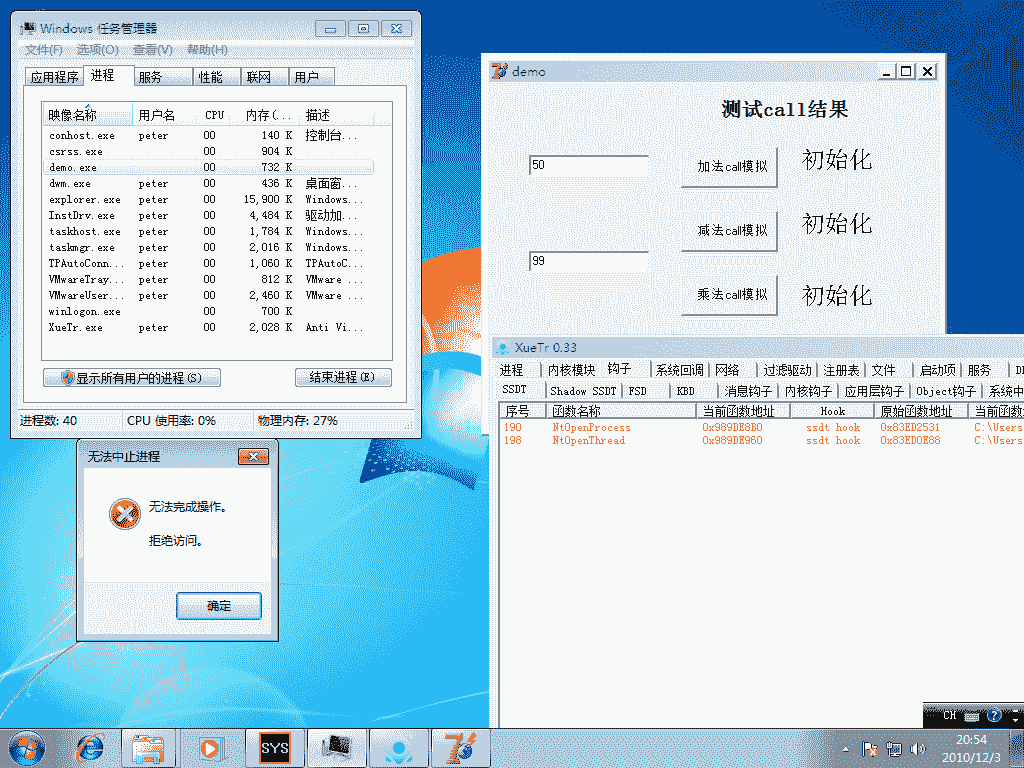 Windows 任务管理器
文件(F) 选项(O) 查看(V) 帮助(H)
应用程序 进程 服务 性能 联网 用户
映像名称 用户名 CPU 内存(... 描述
conhost.exe peter 00 140 K 控制台...
csrss.exe 00 904 K
demo.exe 00 732 K
dwm.exe peter 00 436 K 桌面窗...
explorer.exe peter 00 15,900 K Windows...
InstDrv.exe peter 00 4,484 K 驱动加...
taskhost.exe peter 00 1,784 K Windows...
taskmgr.exe peter 00 2,016 K Windows...
TPAutoConn... peter 00 1,060 K TPAutoC...
VMwareTray... peter 00 812 K VMware ...
VMwareUser... peter 00 2,460 K VMware ...
winlogon.exe 00 700 K
XueTr.exe peter 00 2,028 K Anti Vi...
显示所有用户的进程(S) 结束进程(E)
进程数: 40 CPU 使用率: 0% 物理内存: 27%
无法中止进程
无法完成操作。
拒绝访问。
确定
demo
测试call结果
50 加法call模拟 初始化
减法call模拟 初始化
99
乘法call模拟 初始化
XueTr 0.33
进程 内核模块 钩子 系统回调 网络 过滤驱动 注册表 文件 启动项 服务
SSDT Shadow SSDT FSD KBD 消息钩子 内核钩子 应用层钩子 Object钩子 系统中
序号 函数名称 当前函数地址 Hook 原始函数地址 当前函数
190 NtOpenProcess 0x989DE8B0 ssdt hook 0x83ED2531 C:\Users
198 NtOpenThread 0x989DE960 ssdt hook 0x83ED0E88 C:\Users
CH
SYS
20:54
2010/12/3